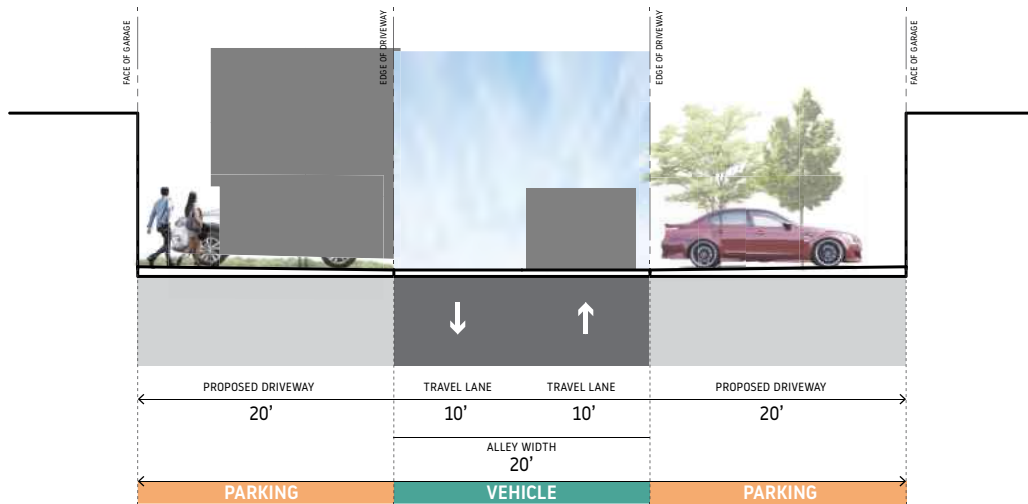 FACE OF GARAGE
EDGE OF DRIVEWAY
EDGE OF DRIVEWAY
FACE OF GARAGE
PROPOSED DRIVEWAY
TRAVEL LANE
TRAVEL LANE
PROPOSED DRIVEWAY
20'
10'
10'
20'
ALLEY WIDTH
20'
PARKING
VEHICLE
PARKING